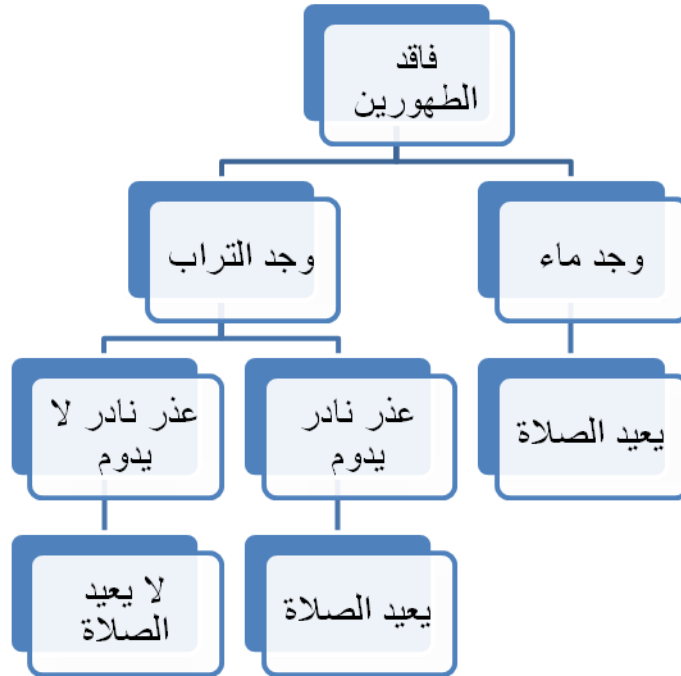 فاقد
الطهورين
وجد ماء
وجد التراب
يعيد الصلاة
عذر نادر
يدوم
عذر نادر لا
يدوم
يعيد الصلاة
لا يعيد
الصلاة